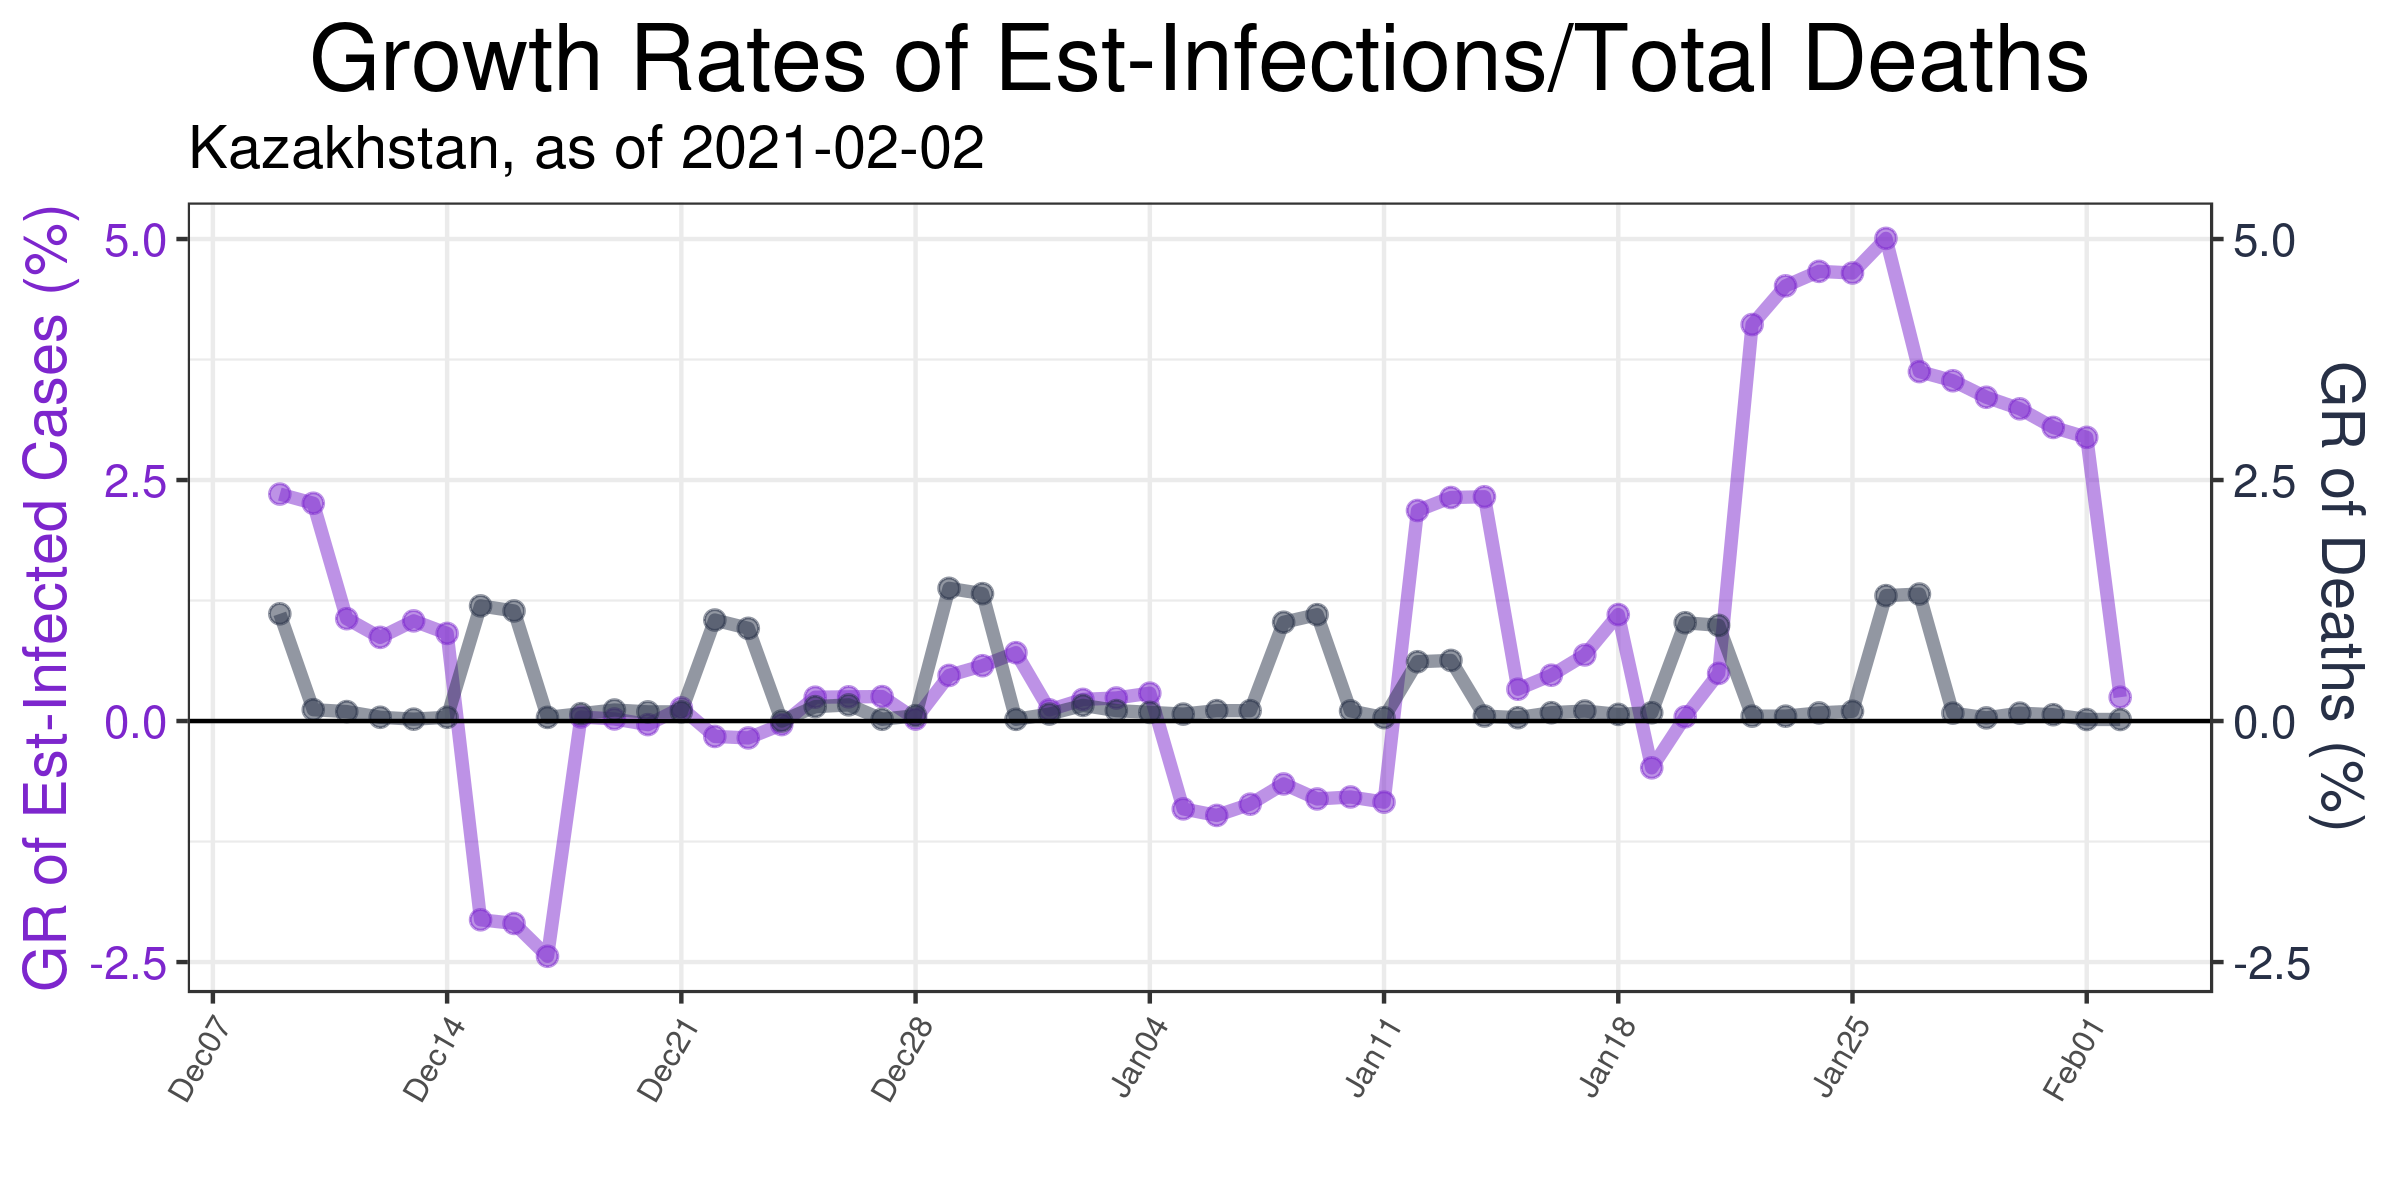 Growth Rates of Est-Infections/Total Deaths
Kazakhstan, as of 2021-02-02
GR of Est-Infected Cases (%)
5.0
2.5
0.0
-2.5
5.0
2.5
0.0
-2.5
GR of Deaths (%)
Dec07
Dec14
Dec21
Dec28
Jan04
Jan11
Jan18
Jan25
Feb01